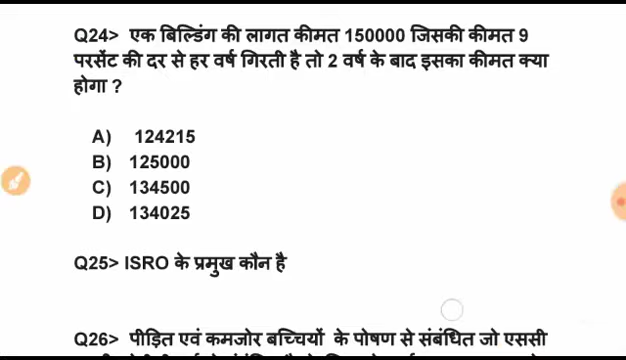 Q24> एक बिल्डिंग की लागत कीमत 150000 जिसकी कीमत 9
परसेंट की दर से हर वर्ष गिरती है तो 2 वर्ष के बाद इसका कीमत क्या
होगा ?
A) 124215
B) 125000
C) 134500
D) 134025
Q25> ISRO के प्रमुख कौन है
Q26> पीड़ित एवं कमजोर बच्चियों के पोषण से संबंधित जो एससी